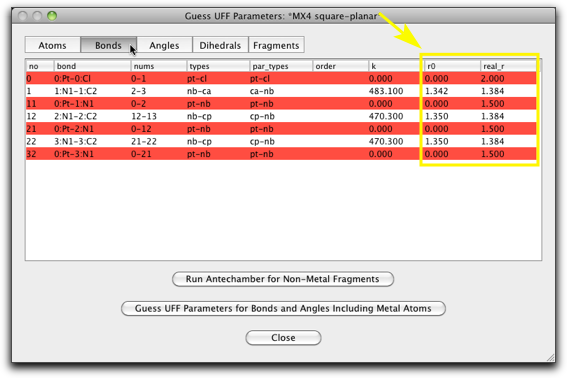 Guess UFF Parameters: *MX4 square-planar
Atoms Bonds Angles Dihedrals Fragments
no bond nums types par_types order k r0 real_r
0 0:Pt-0:Cl 0-1 pt-cl pt-cl 0.000 0.000 2.000
1 1:N1-1:C2 2-3 nb-ca ca-nb 483.100 1.342 1.384
11 0:Pt-1:N1 0-2 pt-nb pt-nb 0.000 0.000 1.500
12 2:N1-2:C2 12-13 nb-cp cp-nb 470.300 1.350 1.384
21 0:Pt-2:N1 0-12 pt-nb pt-nb 0.000 0.000 1.500
22 3:N1-3:C2 21-22 nb-cp cp-nb 470.300 1.350 1.384
32 0:Pt-3:N1 0-21 pt-nb pt-nb 0.000 0.000 1.500
Run Antechamber for Non-Metal Fragments
Guess UFF Parameters for Bonds and Angles Including Metal Atoms
Close